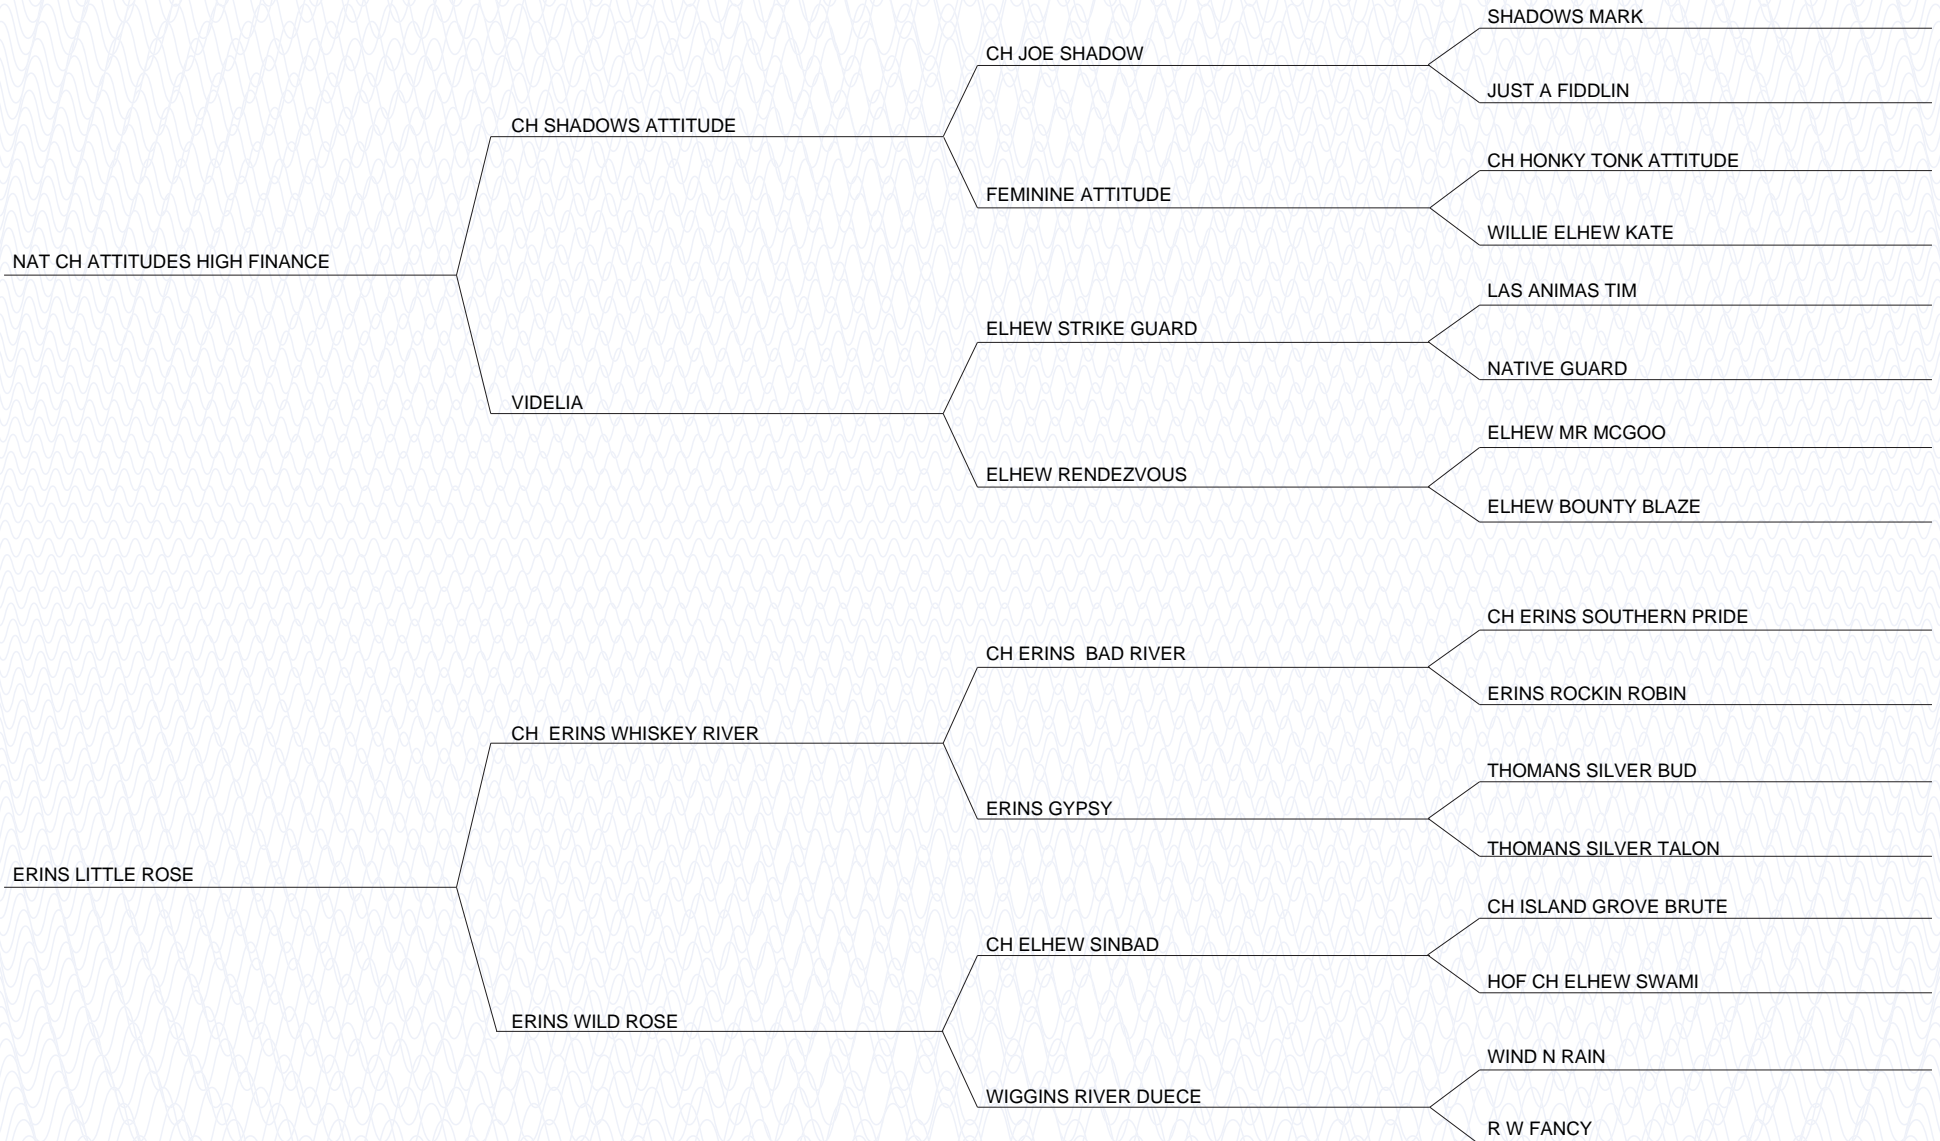 SHADOWS MARK
CH JOE SHADOW
JUST A FIDDLIN
CH SHADOWS ATTITUDE
CH HONKY TONK ATTITUDE
FEMININE ATTITUDE
WILLIE ELHEW KATE
NAT CH ATTITUDES HIGH FINANCE
LAS ANIMAS TIM
ELHEW STRIKE GUARD
NATIVE GUARD
VIDELIA
ELHEW MR MCGOO
ELHEW RENDEZVOUS
ELHEW BOUNTY BLAZE
CH ERINS SOUTHERN PRIDE
CH ERINS  BAD RIVER
ERINS ROCKIN ROBIN
CH  ERINS WHISKEY RIVER
THOMANS SILVER BUD
ERINS GYPSY
THOMANS SILVER TALON
ERINS LITTLE ROSE
CH ISLAND GROVE BRUTE
CH ELHEW SINBAD
HOF CH ELHEW SWAMI
ERINS WILD ROSE
WIND N RAIN
WIGGINS RIVER DUECE
R W FANCY